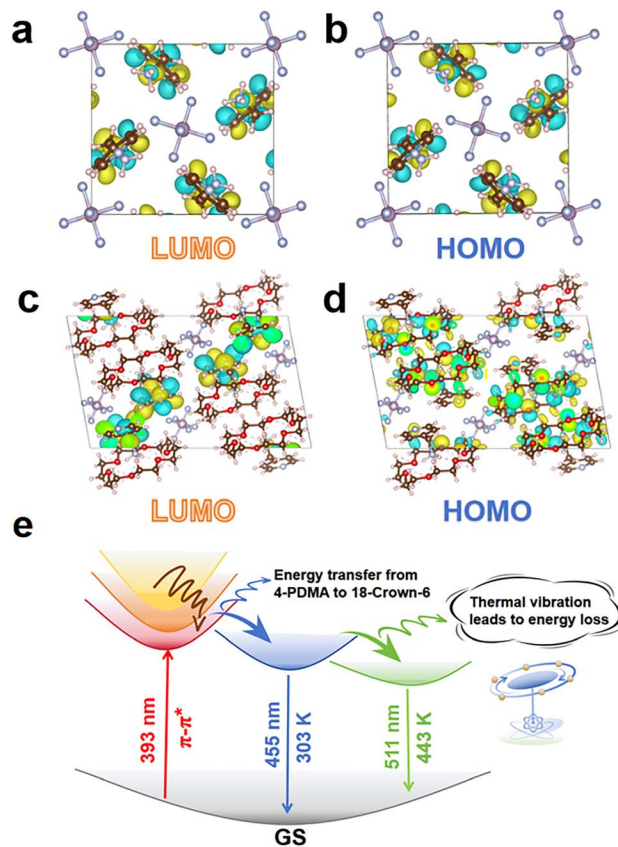 a
b
LUMO
HOMO
c
d
LUMO
HOMO
e
Energy transfer from
4-PDMA to 18-Crown-6
Thermal vibration
leads to energy loss
393 nm
π-π*
455 nm
303 K
511 nm
443 K
GS